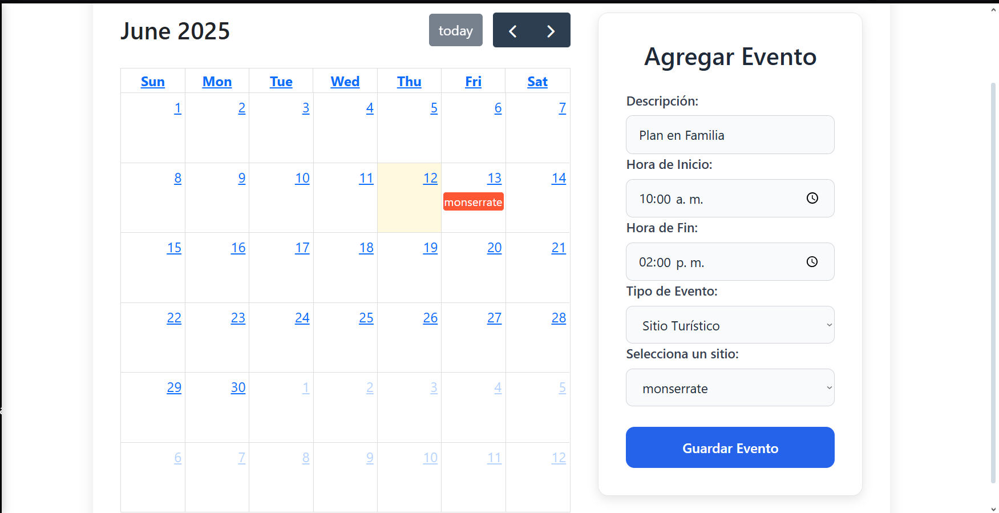 June 2025
today
Sun Mon Tue Wed Thu Fri Sat
1 2 3 4 5 6 7
8 9 10 11 12 13 14
monserrate
15 16 17 18 19 20 21
22 23 24 25 26 27 28
29 30 1 2 3 4 5
6 7 8 9 10 11 12
Agregar Evento
Descripción:
Plan en Familia
Hora de Inicio:
10:00 a. m.
Hora de Fin:
02:00 p. m.
Tipo de Evento:
Sitio Turístico
Selecciona un sitio:
monserrate
Guardar Evento